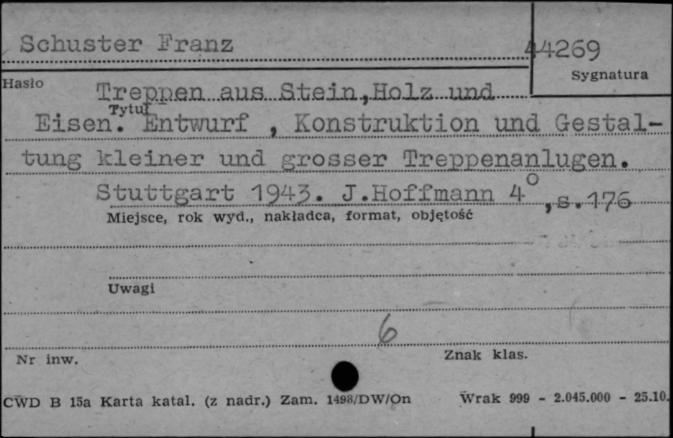 Schuster Franz
44269
Hasło
Sygnatura
Treppen aus Stein,Holz und
Tytuł
Eisen. Entwurf , Konstruktion und Gestal-
tung kleiner und grosser Treppenanlugen.
Stuttgart 1943. J.Hoffmann 4° ,s.176
Miejsce, rok wyd., nakładca, format, objętość
Uwagi
6
Nr inw.
Znak klas.
CWD B 15a Karta katal. (z nadr.) Zam. 1498/DW/On Wrak 999 - 2.045.000 - 25.10.